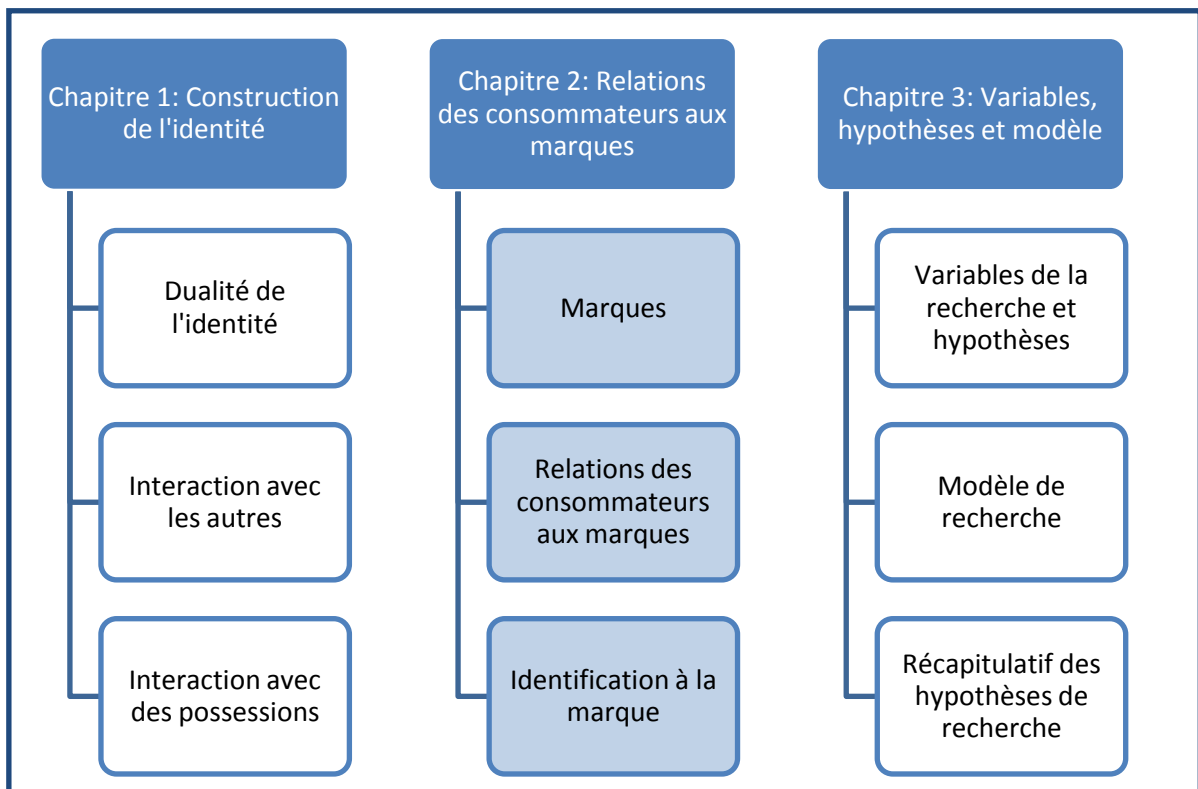 Chapitre 1: Construction
de l'identité
Dualité de
l'identité
Interaction avec
les autres
Interaction avec
des possessions
Chapitre 2: Relations
des consommateurs aux
marques
Marques
Relations des
consommateurs
aux marques
Identification à la
marque
Chapitre 3: Variables,
hypothèses et modèle
Variables de la
recherche et
hypothèses
Modèle de
recherche
Récapitulatif des
hypothèses de
recherche